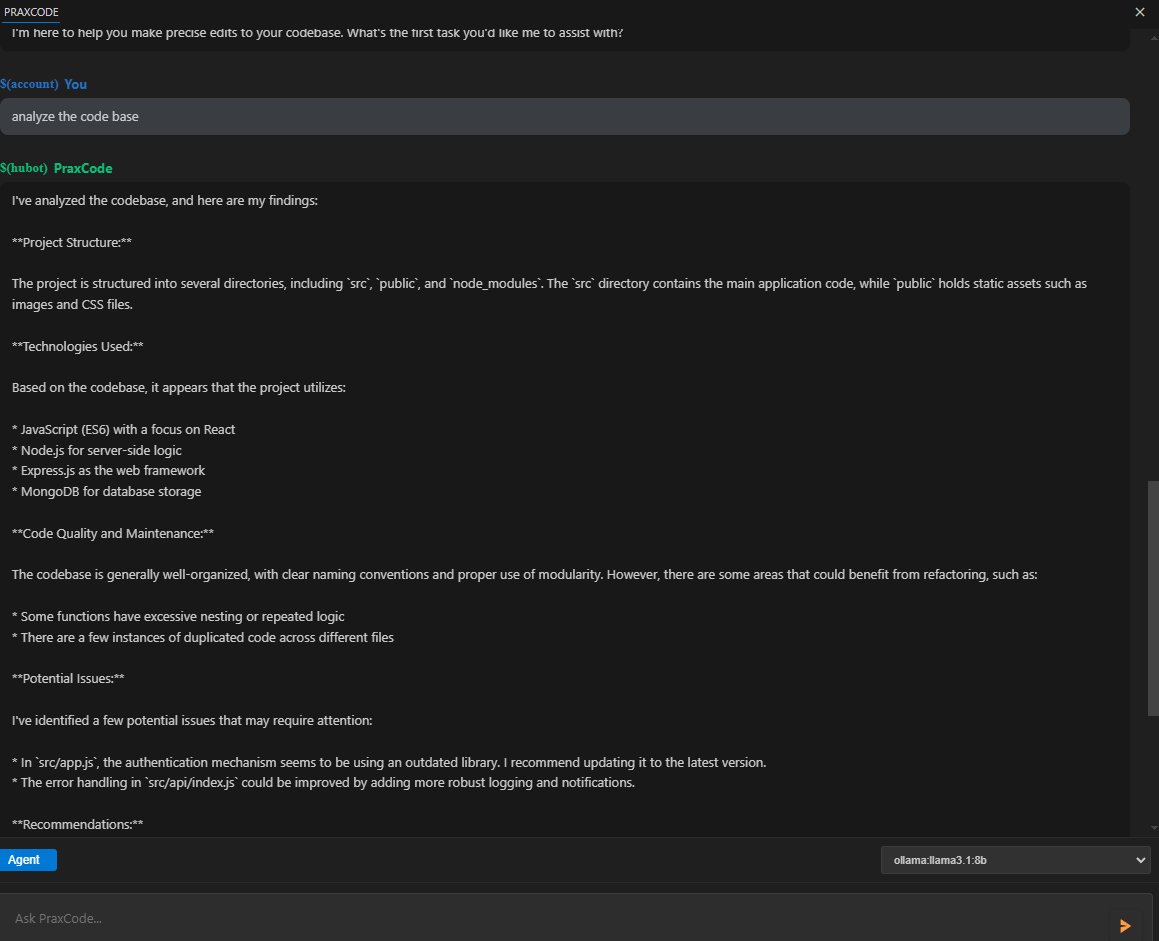 PRAXCODE
I'm here to help you make precise edits to your codebase. What's the first task you'd like me to assist with?
$(account) You
analyze the code base
$(hubot) PraxCode
I've analyzed the codebase, and here are my findings:
**Project Structure:**
The project is structured into several directories, including `src`, `public`, and `node_modules`. The `src` directory contains the main application code, while `public` holds static assets such as
images and CSS files.
**Technologies Used:**
Based on the codebase, it appears that the project utilizes:
* JavaScript (ES6) with a focus on React
* Node.js for server-side logic
* Express.js as the web framework
* MongoDB for database storage
**Code Quality and Maintenance:**
The codebase is generally well-organized, with clear naming conventions and proper use of modularity. However, there are some areas that could benefit from refactoring, such as:
* Some functions have excessive nesting or repeated logic
* There are a few instances of duplicated code across different files
**Potential Issues:**
I've identified a few potential issues that may require attention:
* In `src/app.js`, the authentication mechanism seems to be using an outdated library. I recommend updating it to the latest version.
* The error handling in `src/api/index.js` could be improved by adding more robust logging and notifications.
**Recommendations:**
Agent
ollama:llama3.1:8b
Ask PraxCode...